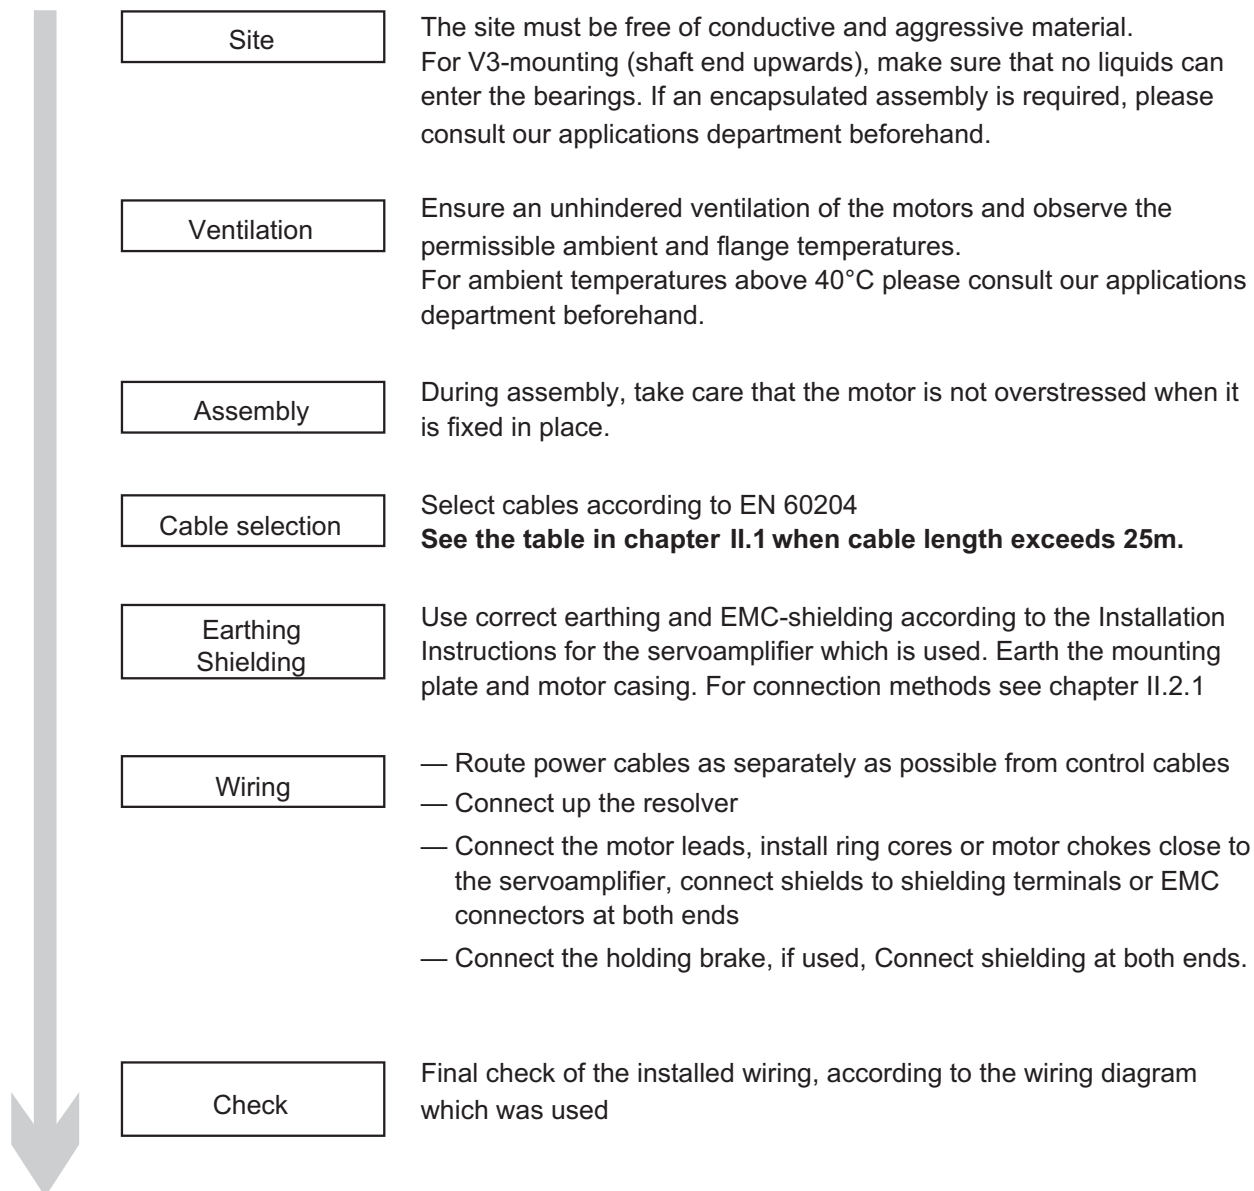 Site
The site must be free of conductive and aggressive material.
For V3-mounting (shaft end upwards), make sure that no liquids can
enter the bearings. If an encapsulated assembly is required, please
consult our applications department beforehand.
Ventilation
Ensure an unhindered ventilation of the motors and observe the
permissible ambient and flange temperatures.
For ambient temperatures above 40°C please consult our applications
department beforehand.
Assembly
During assembly, take care that the motor is not overstressed when it
is fixed in place.
Cable selection
Select cables according to EN 60204
See the table in chapter II.1 when cable length exceeds 25m.
Earthing
Shielding
Use correct earthing and EMC-shielding according to the Installation
Instructions for the servoamplifier which is used. Earth the mounting
plate and motor casing. For connection methods see chapter II.2.1
Wiring
— Route power cables as separately as possible from control cables
— Connect up the resolver
— Connect the motor leads, install ring cores or motor chokes close to
the servoamplifier, connect shields to shielding terminals or EMC
connectors at both ends
— Connect the holding brake, if used, Connect shielding at both ends.
Check
Final check of the installed wiring, according to the wiring diagram
which was used